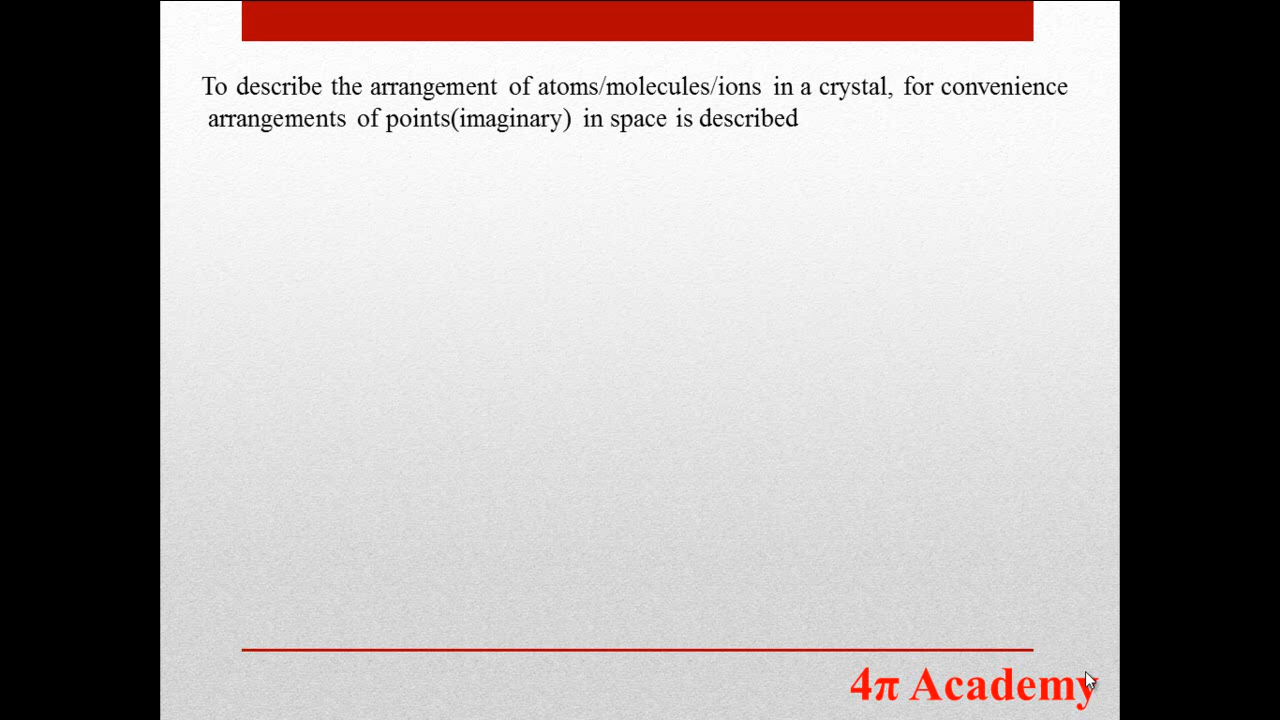 To describe the arrangement of atoms/molecules/ions in a crystal, for convenience
arrangements of points(imaginary) in space is described
4π Academy